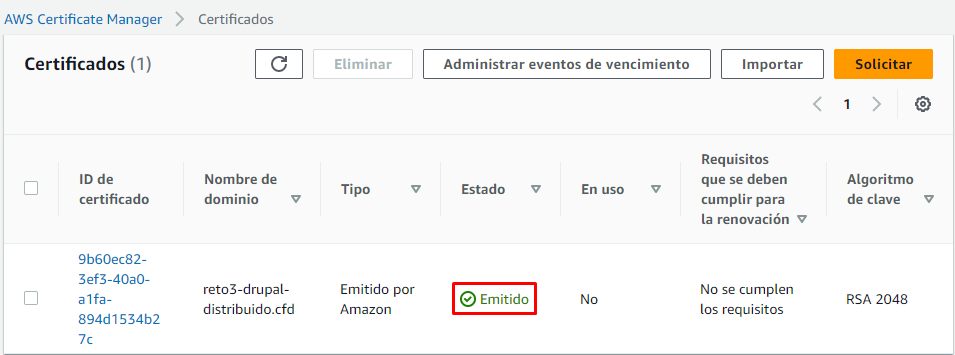 AWS Certificate Manager > Certificados
Certificados (1)
Eliminar
Administrar eventos de vencimiento
Importar
Solicitar
1
ID de
certificado
Nombre de
dominio
Tipo
Estado
En uso
Requisitos
que se deben
cumplir para
la renovación
Algoritmo
de clave
9b60ec82-
3ef3-40a0-
a1fa-
894d1534b2
7c
reto3-drupal-
distribuido.cfd
Emitido por
Amazon
Emitido
No
No se cumplen
los requisitos
RSA 2048